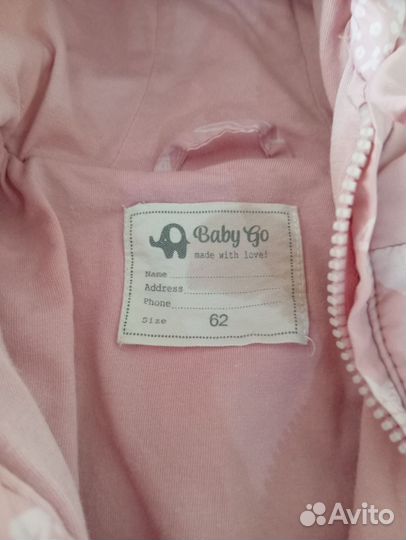 Baby Go
made with love!
Name
Address
Phone
Size 62
Avito